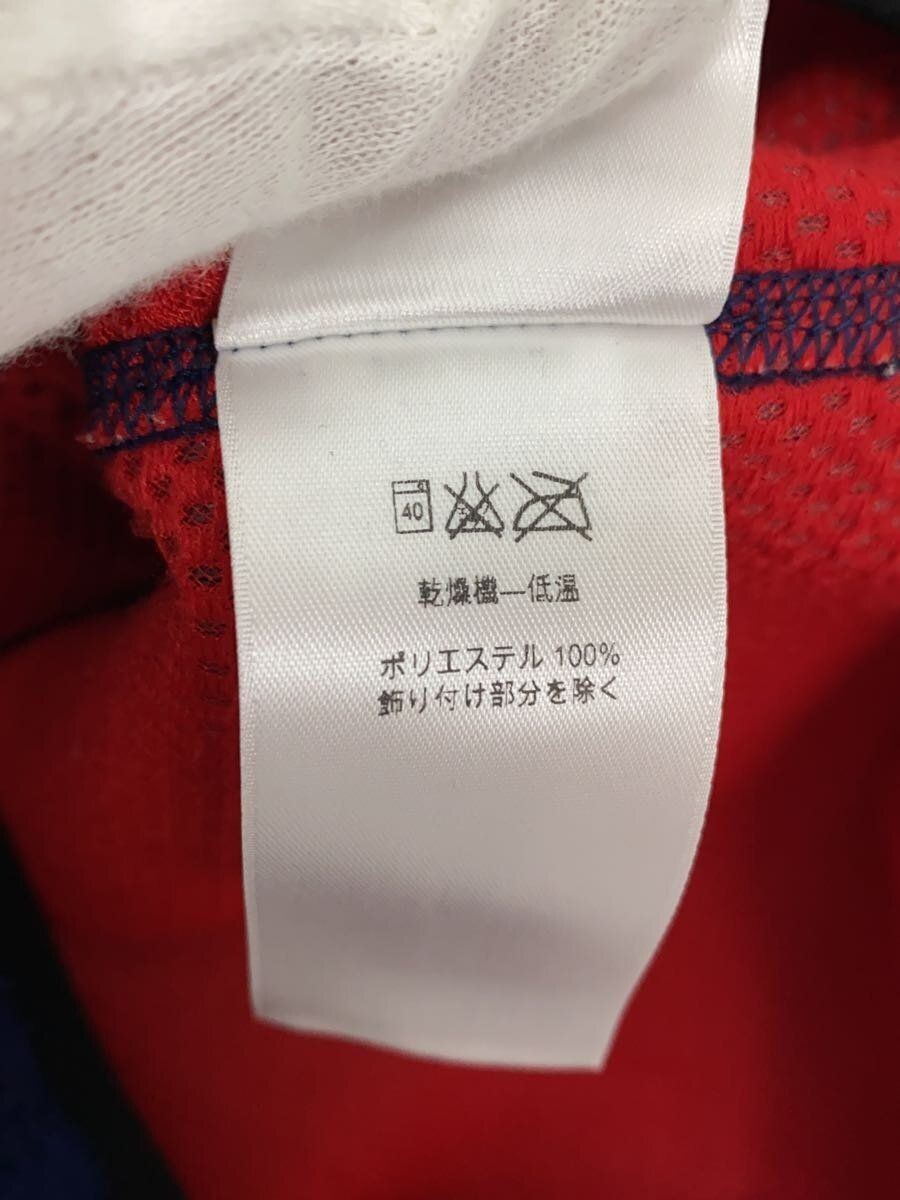 40
乾燥機—低温
ポリエステル 100%
飾り付け部分を除く